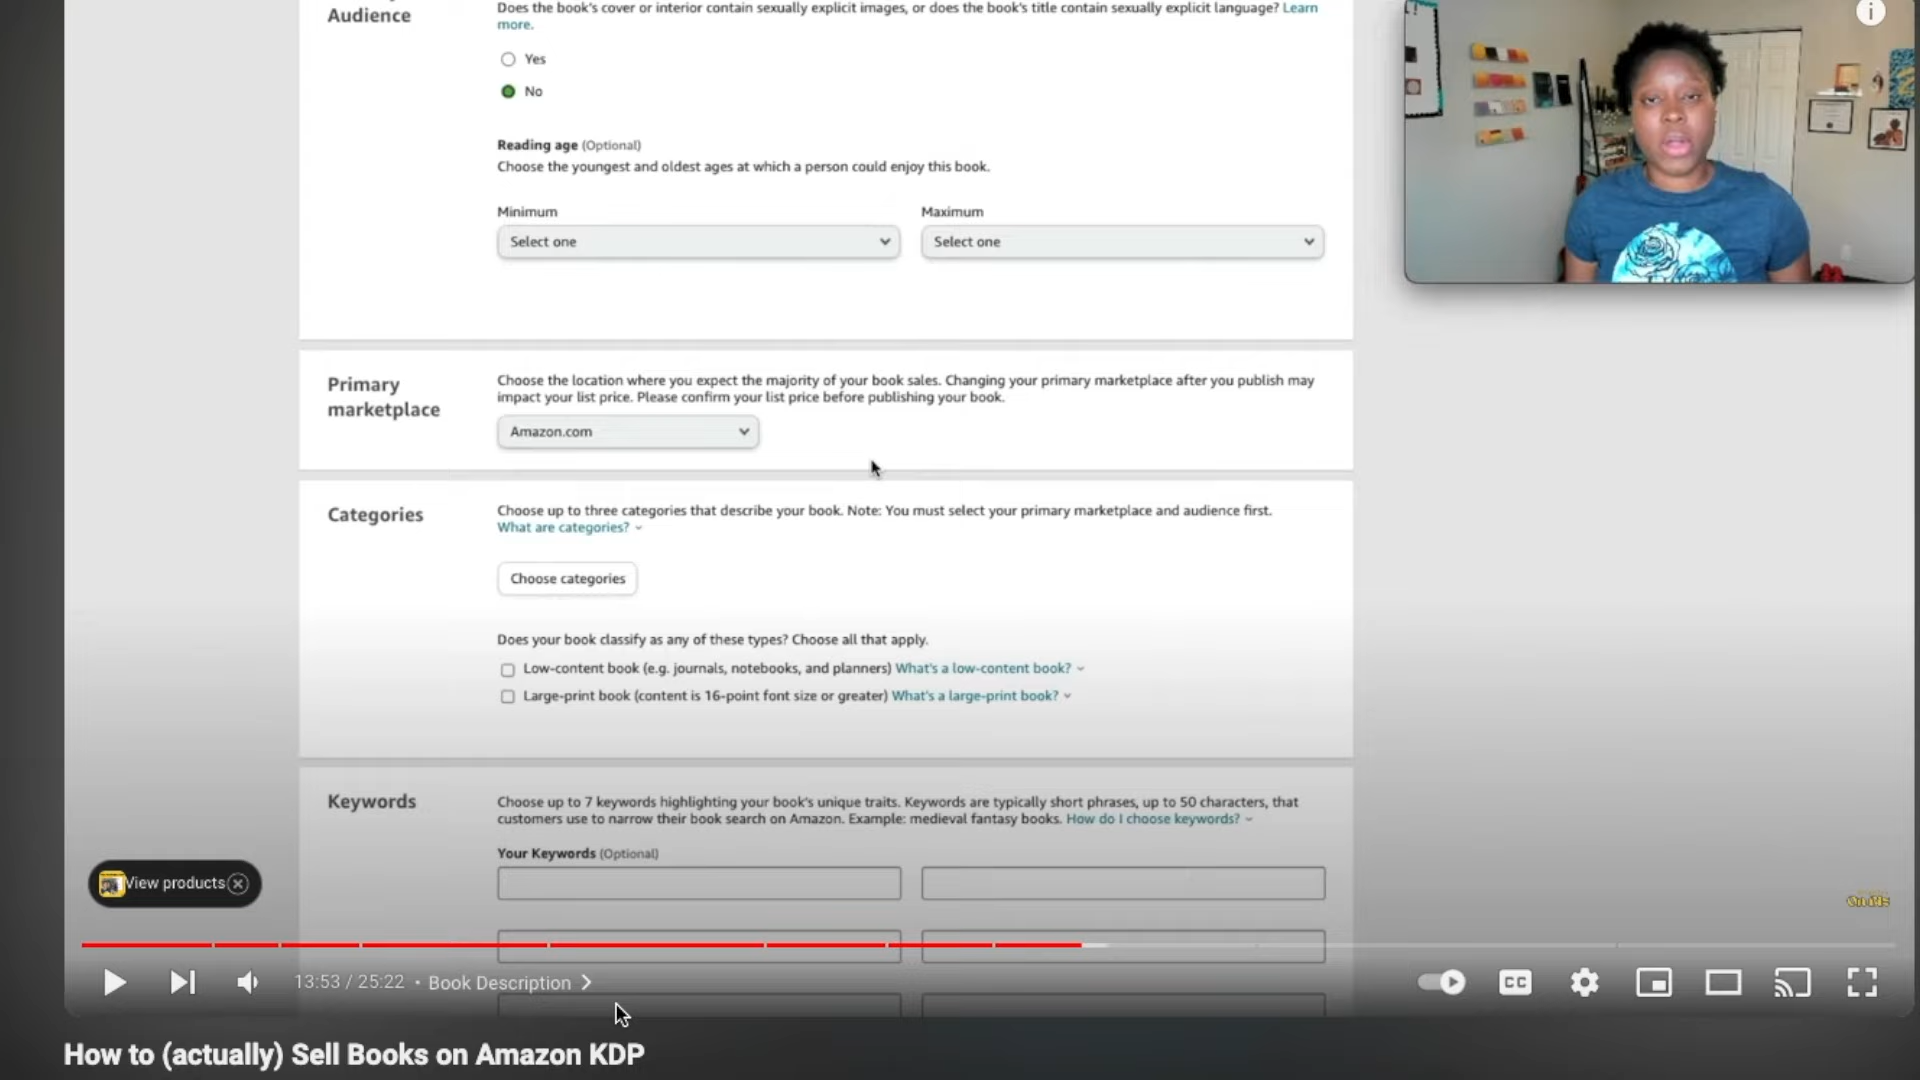 Audience
Does the book's cover or interior contain sexually explicit images, or does the book's title contain sexually explicit language? Learn
more.
Yes
No
Reading age (Optional)
Choose the youngest and oldest ages at which a person could enjoy this book.
Minimum
Maximum
Select one
Select one
Primary
marketplace
Choose the location where you expect the majority of your book sales. Changing your primary marketplace after you publish may
impact your list price. Please confirm your list price before publishing your book.
Amazon.com
Categories
Choose up to three categories that describe your book. Note: You must select your primary marketplace and audience first.
What are categories?
Choose categories
Does your book classify as any of these types? Choose all that apply.
Low-content book (e.g. journals, notebooks, and planners) What's a low-content book?
Large-print book (content is 16-point font size or greater) What's a large-print book?
Keywords
Choose up to 7 keywords highlighting your book's unique traits. Keywords are typically short phrases, up to 50 characters, that
customers use to narrow their book search on Amazon. Example: medieval fantasy books. How do I choose keywords?
Your Keywords (Optional)
View products
13:53 / 25:22 • Book Description
CC
How to (actually) Sell Books on Amazon KDP